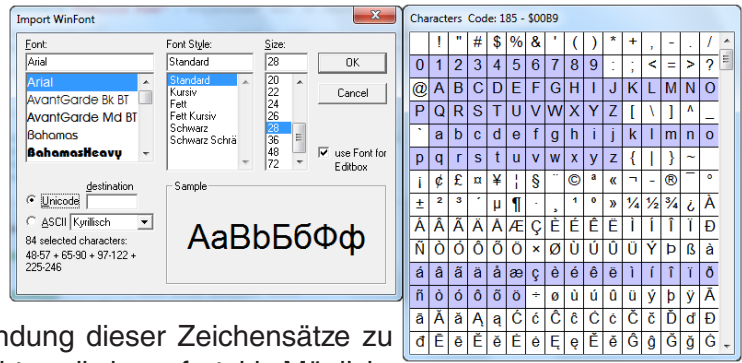 Import WinFont
Font:
Arial
Arial
AvantGarde Bk BT
AvantGarde Md BT
Bahamas
BahamasHeavy
Font Style:
Standard
Standard
Kursiv
Fett
Fett Kursiv
Schwarz
Schwarz Schrä
Size:
28
20
22
24
26
28
36
48
72
OK
Cancel
use Font for
Editbox
destination
Unicode
ASCII Kyrillisch
84 selected characters:
48-57 + 65-90 + 97-122 +
225-246
Sample
AaBbБбФф
Characters Code: 185 - $00B9
! " # $ % & ' ( ) * + , - . /
0 1 2 3 4 5 6 7 8 9 : ; < = > ?
@ A B C D E F G H I J K L M N O
P Q R S T U V W X Y Z [ \ ] ^ _
` a b c d e f g h i j k l m n o
p q r s t u v w x y z { | } ~
¡ ¢ £ ¤ ¥ ¦ § ¨ © ª « ¬ - ® ¯ °
± ² ³ ´ µ ¶ · ¸ ¹ º » ¼ ½ ¾ ¿ À
Á Â Ã Ä Å Æ Ç È É Ê Ë Ì Í Î Ï Ð
Ñ Ò Ó Ô Õ Ö × Ø Ù Ú Û Ü Ý Þ ß à
á â ã ä å æ ç è é ê ë ì í î ï ð
ñ ò ó ô õ ö ÷ ø ù ú û ü ý þ ÿ Ā
ā Ă ă Ą ą Ć ć Ĉ ĉ Ċ ċ Č č Ď ď Đ
đ Ē ē Ĕ ĕ Ė ė Ę ę Ě ě Ĝ ĝ Ğ ğ Ġ
ndung dieser Zeichensätze zu